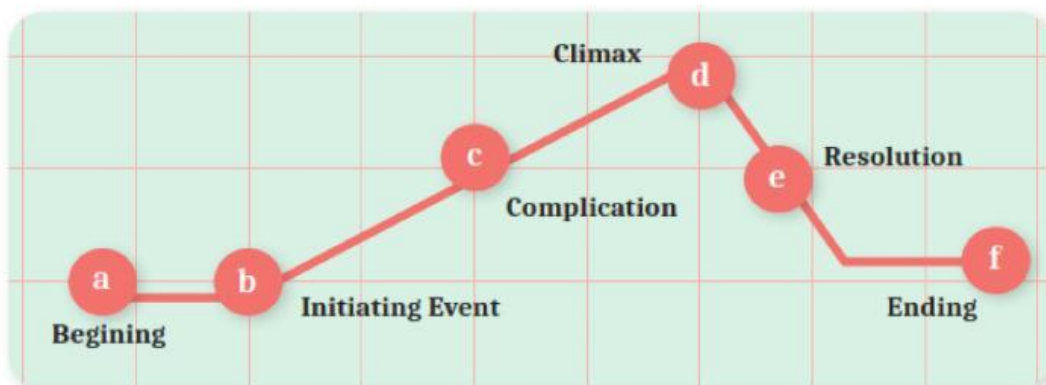 Climax
d
c
Resolution
e
Complication
a
b
f
Initiating Event
Ending
Begining